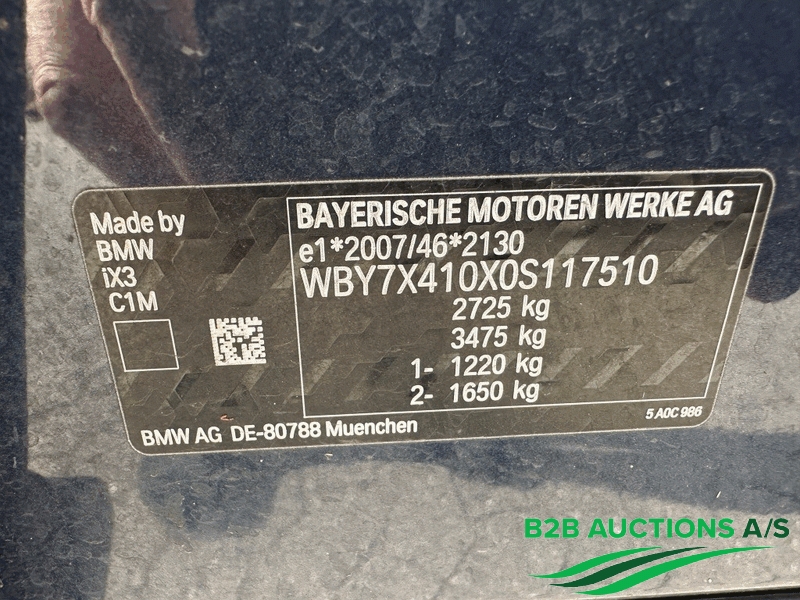 Made by
BMW
iX3
C1M
BAYERISCHE MOTOREN WERKE AG
e1*2007/46*2130
WBY7X410X0S117510
2725 kg
3475 kg
1- 1220 kg
2- 1650 kg
BMW AG DE-80788 Muenchen
5 A0C 986
B2B AUCTIONS A/S